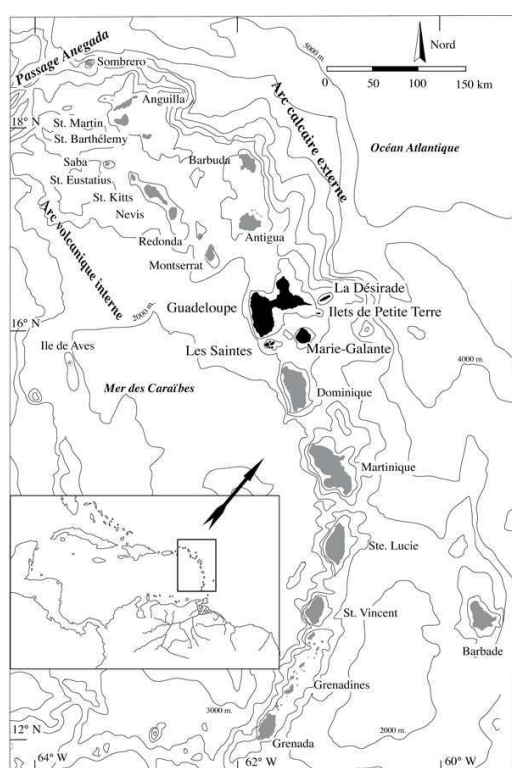 Passage Anegada
Sombrero
5000 m.
Nord
0 50 100 150 km
Anguilla
18° N
St. Martin
St. Barthélemy
Arc calcaire externe
Océan Atlantique
Saba
Barbuda
St. Eustatius
St. Kitts
Nevis
Arc volcanique interne
Redonda
Antigua
Montserrat
La Désirade
Guadeloupe
Ilets de Petite Terre
2000 m.
16° N
Ile de Aves
Les Saintes
Marie-Galante
4000 m.
Mer des Caraïbes
Dominique
Martinique
Ste. Lucie
St. Vincent
Barbade
Grenadines
3000 m.
12° N
2000 m.
Grenada
64° W
62° W
60° W